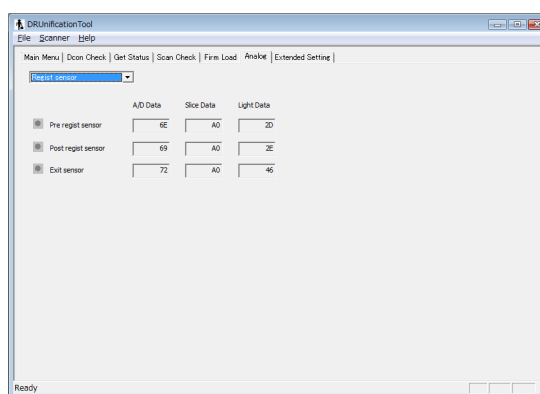 DRUnificationTool
File Scanner Help
Main Menu Dcon Check Get Status Scan Check Firm Load Analog Extended Setting
Regist sensor
A/D Data Slice Data Light Data
Pre regist sensor 6E A0 2D
Post regist sensor 69 A0 2E
Exit sensor 72 A0 46
Ready